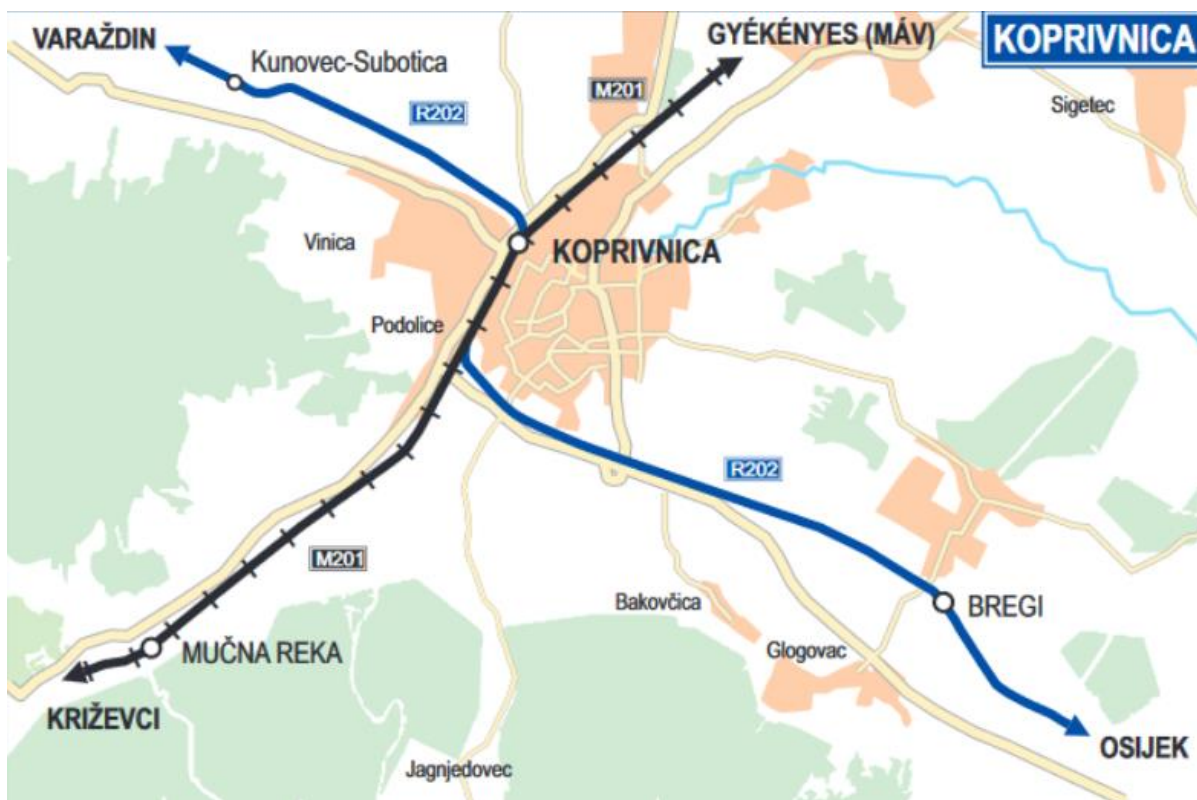 VARAŽDIN
GYÉKÉNYES (MÁV)
KOPRIVNICA
Kunovec-Subotica
M201
R202
Sigetec
Vinica
KOPRIVNICA
Podolice
R202
M201
Bakovčica
BREGI
MUČNA REKA
Glogovac
KRIŽEVCI
OSIJEK
Jagnjedovec